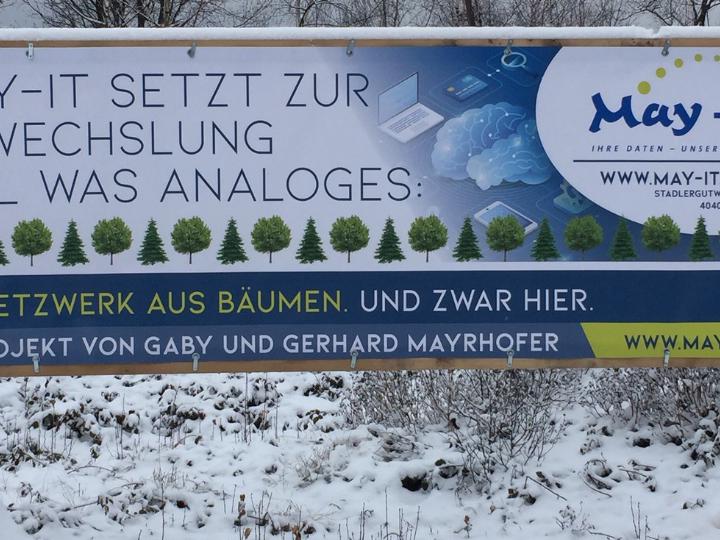 Y-IT SETZT ZUR
WECHSLUNG
WAS ANALOGES:
May -
IHRE DATEN - UNSER
WWW.MAY-IT
STADLERGUTW
4040
ETZWERK AUS BÄUMEN. UND ZWAR HIER.
OJEKT VON GABY UND GERHARD MAYRHOFER
WWW.MAY